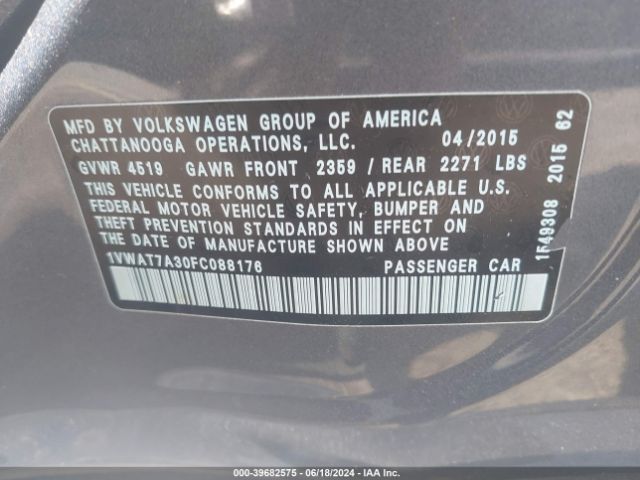 MFD BY VOLKSWAGEN GROUP OF AMERICA
CHATTANOOGA OPERATIONS, LLC. 04/2015
GVWR 4519 GAWR FRONT 2359 / REAR 2271 LBS
THIS VEHICLE CONFORMS TO ALL APPLICABLE U.S.
FEDERAL MOTOR VEHICLE SAFETY, BUMPER AND
THEFT PREVENTION STANDARDS IN EFFECT ON
THE DATE OF MANUFACTURE SHOWN ABOVE
1VWAT7A30FC088176 PASSENGER CAR
1549308 2015 62
000-39682575 - 06/18/2024 - IAA Inc.